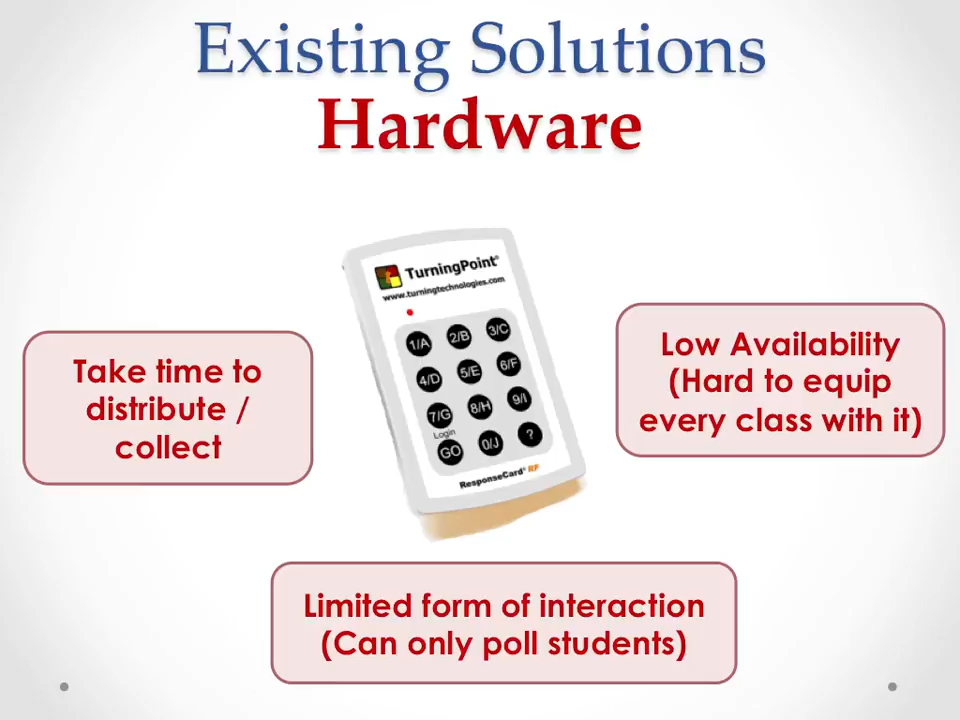 Existing Solutions
Hardware
TurningPoint®
www.turningtechnologies.com
1/A 2/B 3/C
4/D 5/E 6/F
7/G 8/H 9/I
Login
GO 0/J ?
ResponseCard® RF
Take time to
distribute /
collect
Low Availability
(Hard to equip
every class with it)
Limited form of interaction
(Can only poll students)